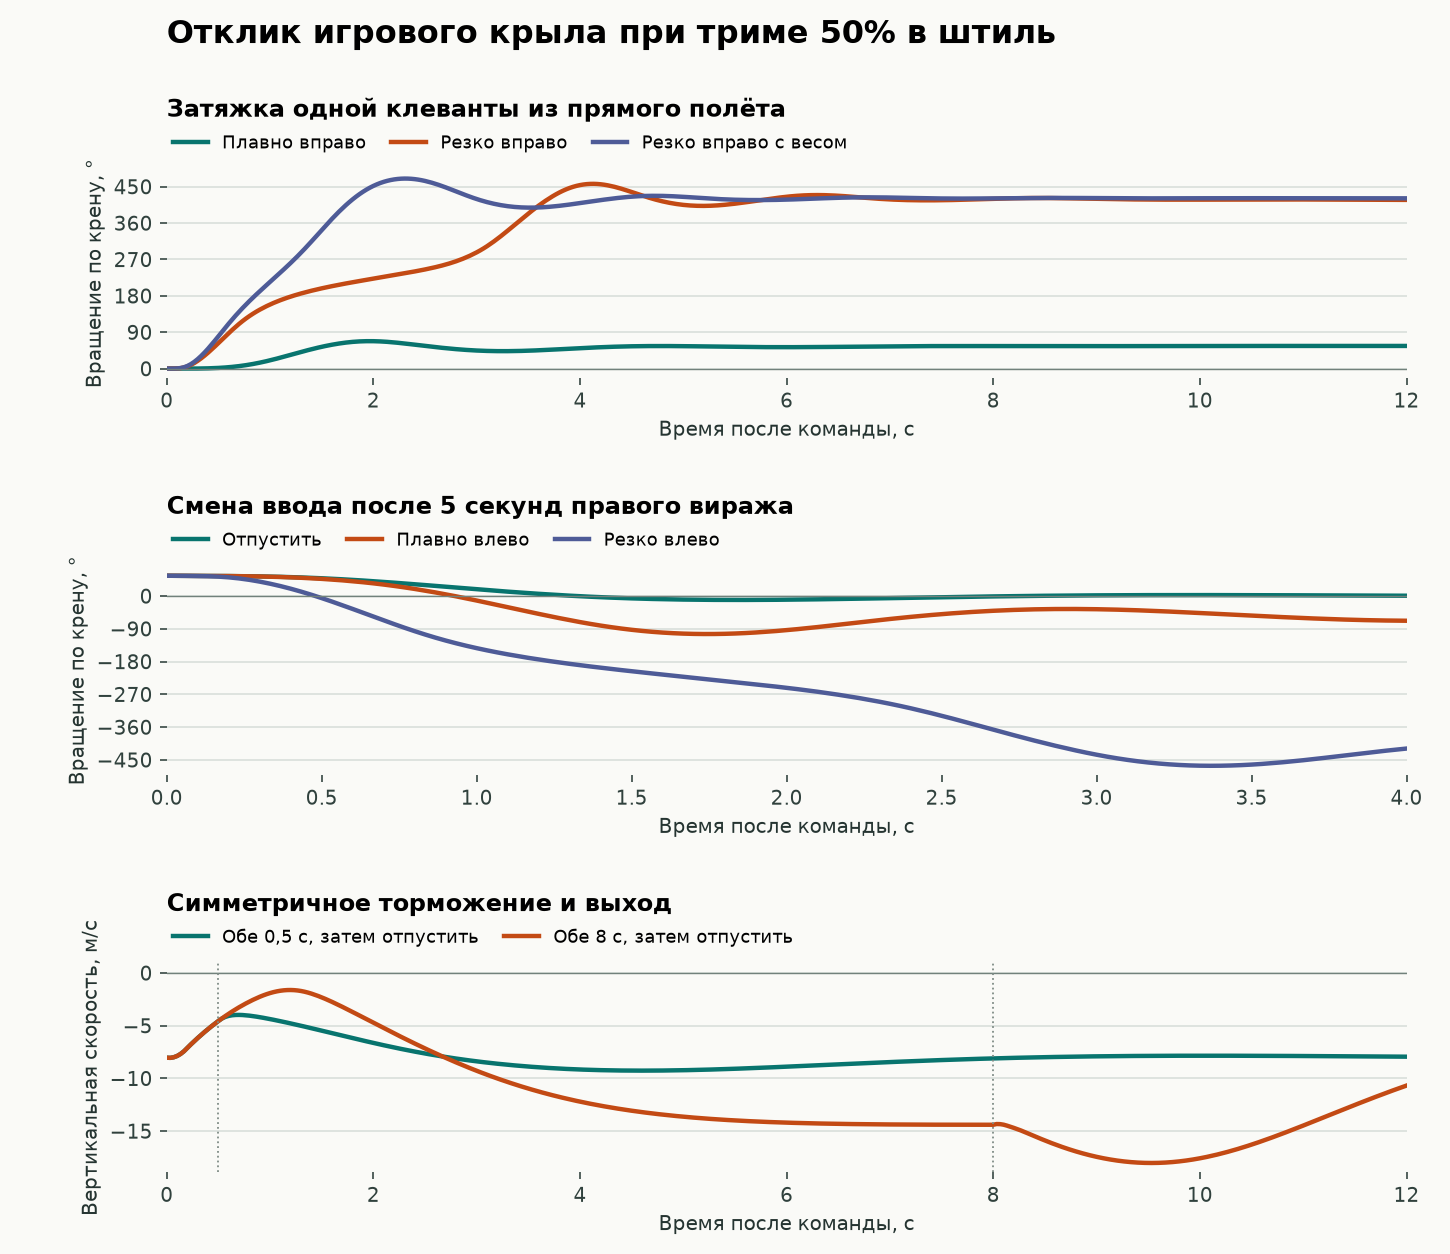 Отклик игрового крыла при триме 50% в штиль
Затяжка одной клеванты из прямого полёта
Плавно вправо Резко вправо Резко вправо с весом
Вращение по крену, °
450
360
270
180
90
0
0 2 4 6 8 10 12
Время после команды, с
Смена ввода после 5 секунд правого виража
Отпустить Плавно влево Резко влево
Вращение по крену, °
0
−90
−180
−270
−360
−450
0.0 0.5 1.0 1.5 2.0 2.5 3.0 3.5 4.0
Время после команды, с
Симметричное торможение и выход
Обе 0,5 с, затем отпустить Обе 8 с, затем отпустить
Вертикальная скорость, м/с
0
−5
−10
−15
0 2 4 6 8 10 12
Время после команды, с